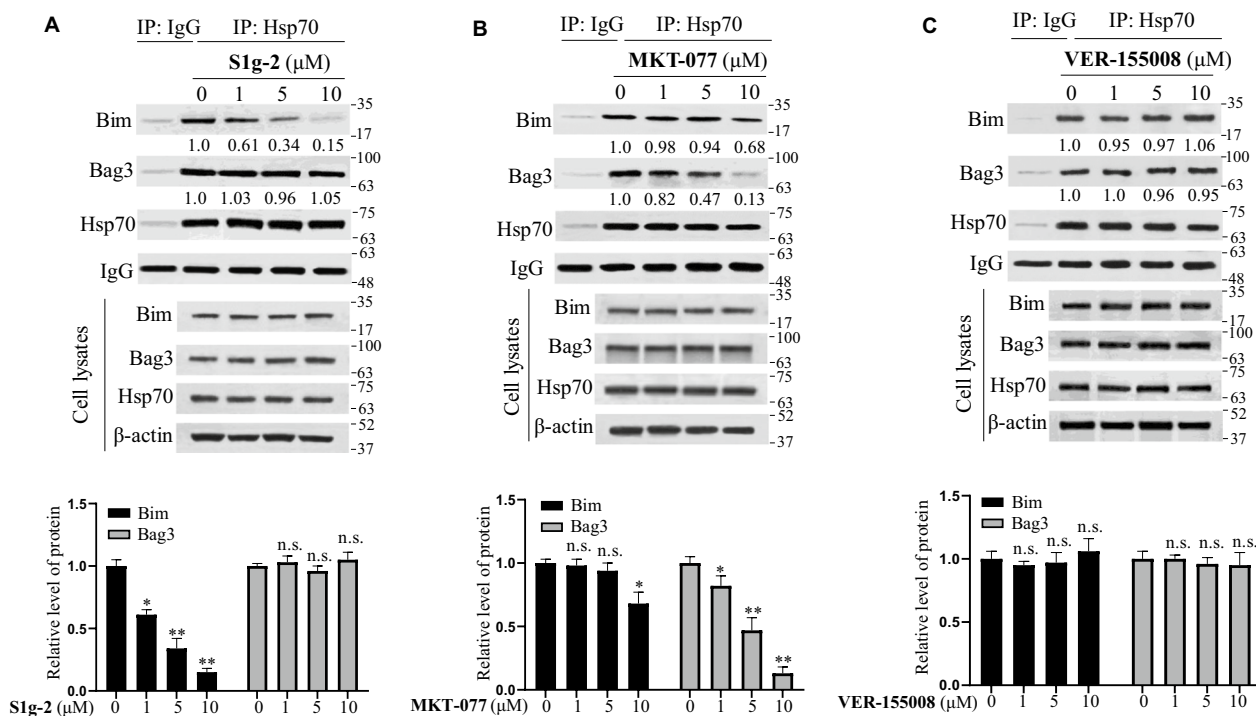 A
IP: IgG IP: Hsp70
S1g-2 (μM)
0 1 5 10
Bim -35 -17
1.0 0.61 0.34 0.15
Bag3 -100 -63
1.0 1.03 0.96 1.05
Hsp70 -75 -63
IgG -63 -48
Cell lysates
Bim -35 -17
Bag3 -100 -63
Hsp70 -75 -63
β-actin -52 -37
B
IP: IgG IP: Hsp70
MKT-077 (μM)
0 1 5 10
Bim -35 -17
1.0 0.98 0.94 0.68
Bag3 -100 -63
1.0 0.82 0.47 0.13
Hsp70 -75 -63
IgG -63 -48
Cell lysates
Bim -35 -25
Bag3 -100 -63
Hsp70 -75 -63
β-actin -52 -37
C
IP: IgG IP: Hsp70
VER-155008 (μM)
0 1 5 10
Bim -35 -17
1.0 0.95 0.97 1.06
Bag3 -100 -63
1.0 1.0 0.96 0.95
Hsp70 -75 -63
IgG -63 -48
Cell lysates
Bim -35 -17
Bag3 -100 -63
Hsp70 -75 -63
β-actin -52 -37
Relative level of protein
1.5
1.0
0.5
0.0
Bim
Bag3
* ** ** n.s. n.s. n.s.
0 1 5 10 0 1 5 10
S1g-2 (μM)
Relative level of protein
1.5
1.0
0.5
0.0
Bim
Bag3
n.s. n.s. * * ** **
0 1 5 10 0 1 5 10
MKT-077 (μM)
Relative level of protein
1.5
1.0
0.5
0.0
Bim
Bag3
n.s. n.s. n.s. n.s. n.s. n.s.
0 1 5 10 0 1 5 10
VER-155008 (μM)